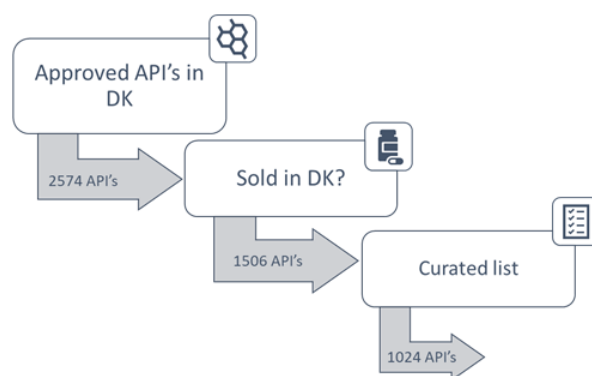 Approved API's in
DK
2574 API's
Sold in DK?
1506 API's
Curated list
1024 API's